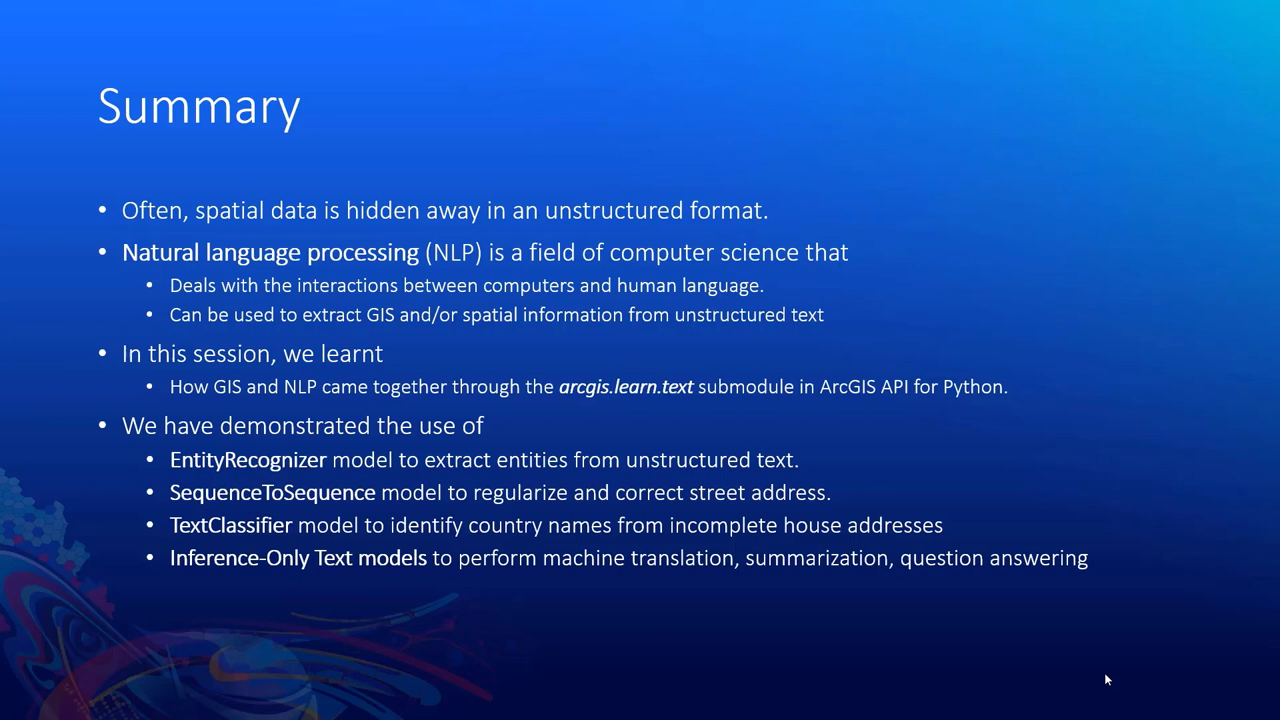 Summary
• Often, spatial data is hidden away in an unstructured format.
• Natural language processing (NLP) is a field of computer science that
• Deals with the interactions between computers and human language.
• Can be used to extract GIS and/or spatial information from unstructured text
• In this session, we learnt
• How GIS and NLP came together through the arcgis.learn.text submodule in ArcGIS API for Python.
• We have demonstrated the use of
• EntityRecognizer model to extract entities from unstructured text.
• SequenceToSequence model to regularize and correct street address.
• TextClassifier model to identify country names from incomplete house addresses
• Inference-Only Text models to perform machine translation, summarization, question answering